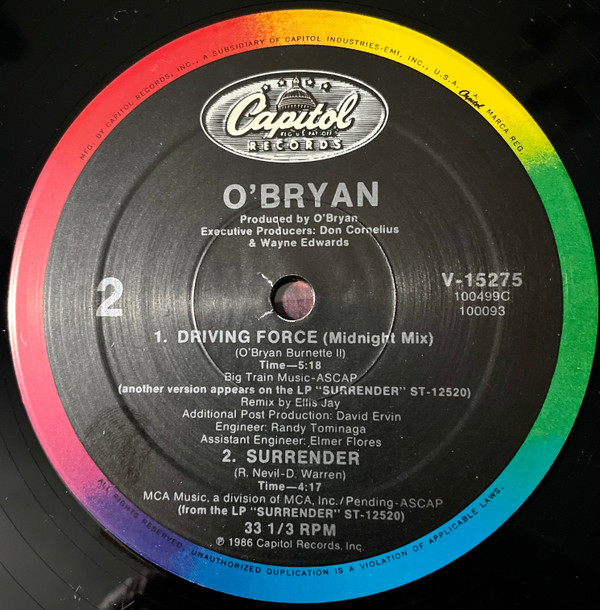 MFG. BY CAPITOL RECORDS, INC., A SUBSIDIARY OF CAPITOL INDUSTRIES-EMI, INC., U.S.A. Capitol MARCA REG.
Capitol
REG. U.S. PAT. OFF.
RECORDS
O'BRYAN
Produced by O'Bryan
Executive Producers: Don Cornelius
& Wayne Edwards
2
V-15275
100499C
100093
1. DRIVING FORCE (Midnight Mix)
(O'Bryan Burnette II)
Time—5:18
Big Train Music-ASCAP
(another version appears on the LP "SURRENDER" ST-12520)
Remix by Ellis Jay
Additional Post Production: David Ervin
Engineer: Randy Tominaga
Assistant Engineer: Elmer Flores
2. SURRENDER
(R. Nevil-D. Warren)
Time—4:17
MCA Music, a division of MCA, Inc./Pending-ASCAP
(from the LP "SURRENDER" ST-12520)
33 1/3 RPM
℗ 1986 Capitol Records, Inc.
ALL RIGHTS RESERVED. UNAUTHORIZED DUPLICATION IS A VIOLATION OF APPLICABLE LAWS.